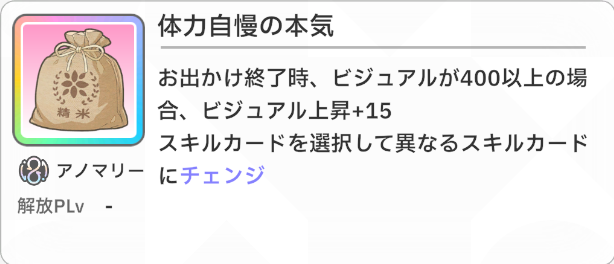 体力自慢の本気
お出かけ終了時、ビジュアルが400以上の場
合、ビジュアル上昇+15
スキルカードを選択して異なるスキルカード
にチェンジ
精米
アノマリー
解放PLv -